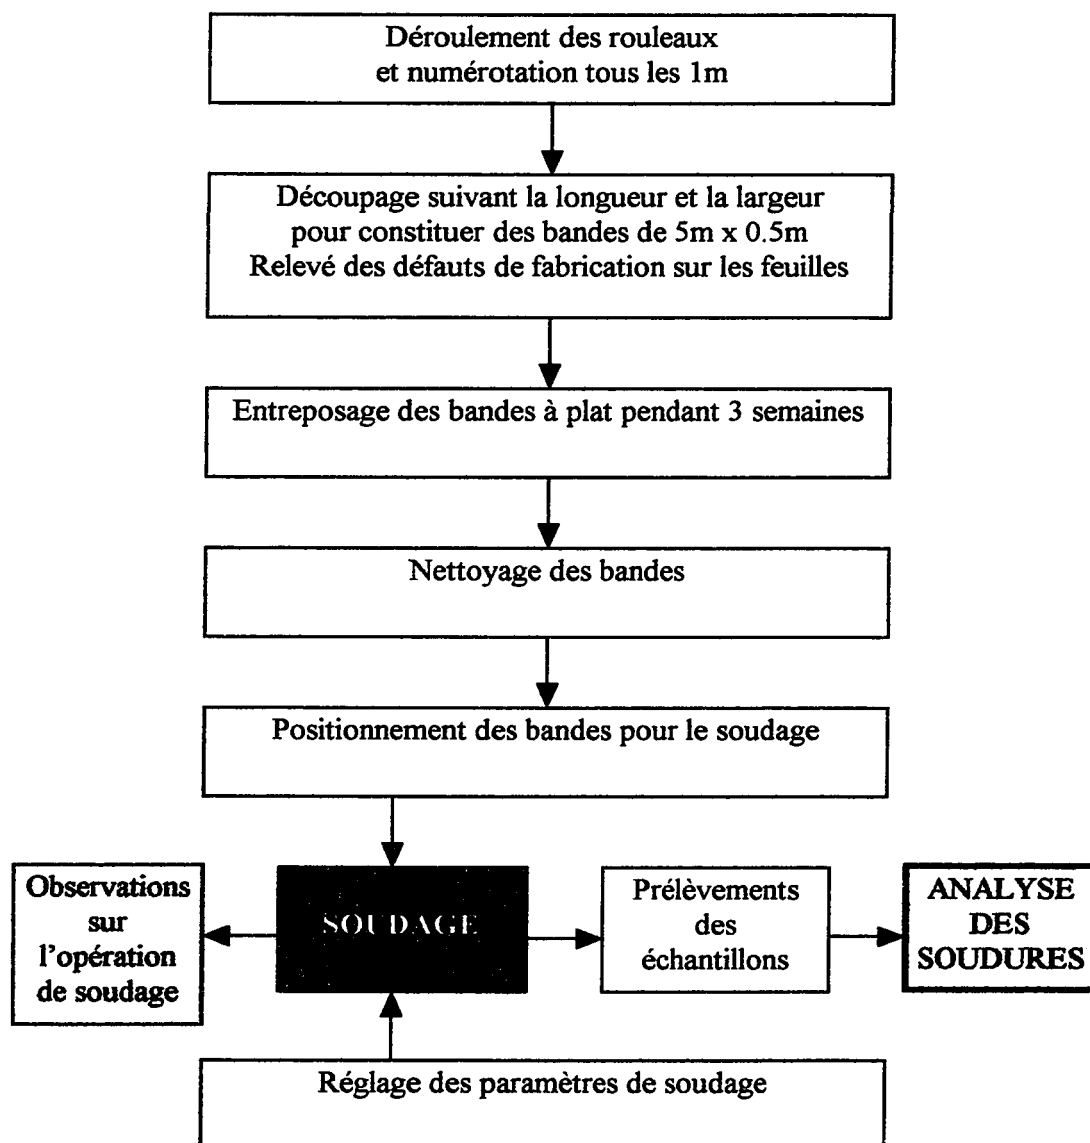 Déroulement des rouleaux
et numérotation tous les 1m
Découpage suivant la longueur et la largeur
pour constituer des bandes de 5m x 0.5m
Relevé des défauts de fabrication sur les feuilles
Entreposage des bandes à plat pendant 3 semaines
Nettoyage des bandes
Positionnement des bandes pour le soudage
Observations
sur
l'opération
de soudage
SOUDAGE
Prélèvements
des
échantillons
ANALYSE
DES
SOUDURES
Réglage des paramètres de soudage